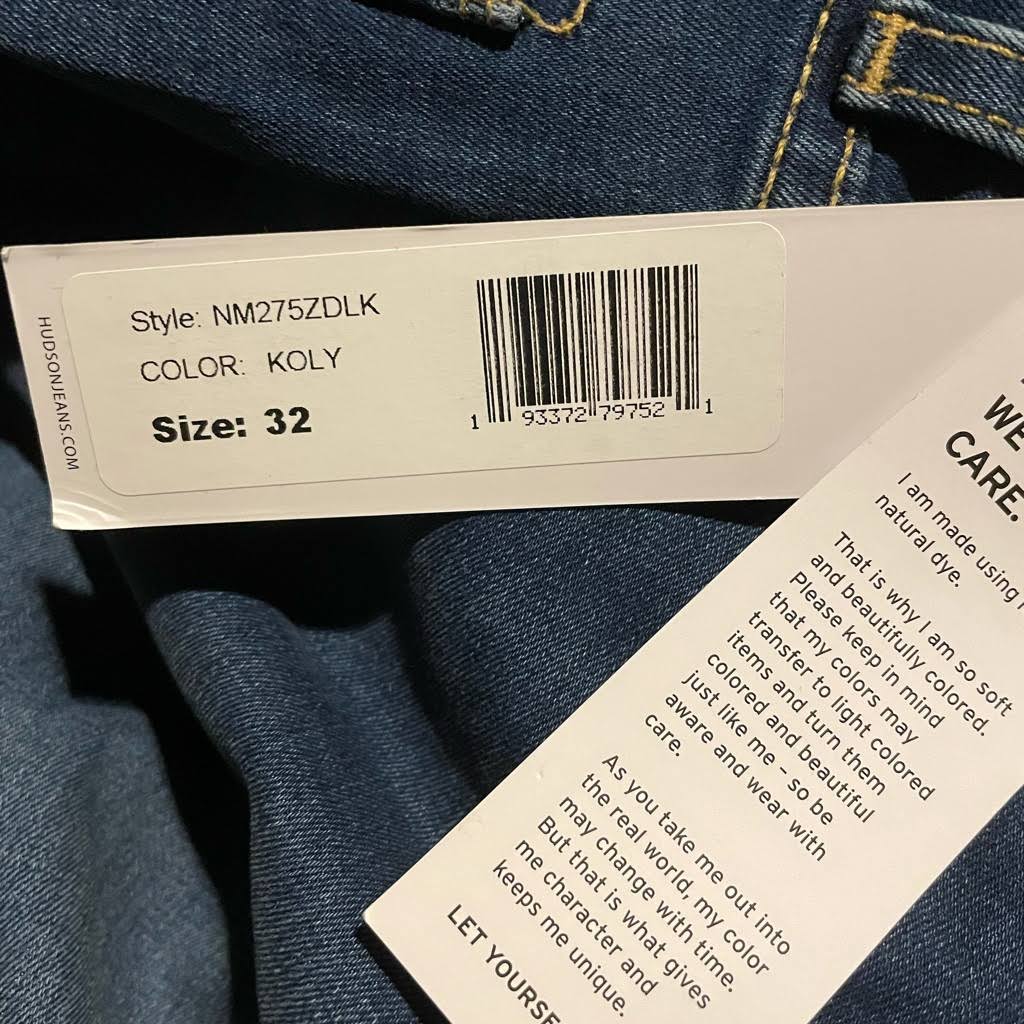 HUDSONJEANS.COM
Style: NM275ZDLK
COLOR: KOLY
Size: 32
1 93372 79752 1
WE
CARE.
I am made using
natural dye.
That is why I am so soft
and beautifully colored.
Please keep in mind
that my colors may
transfer to light colored
items and turn them
colored and beautiful
just like me – so be
aware and wear with
care.
As you take me out into
the real world, my color
may change with time.
But that is what gives
me character and
keeps me unique.
LET YOURSE